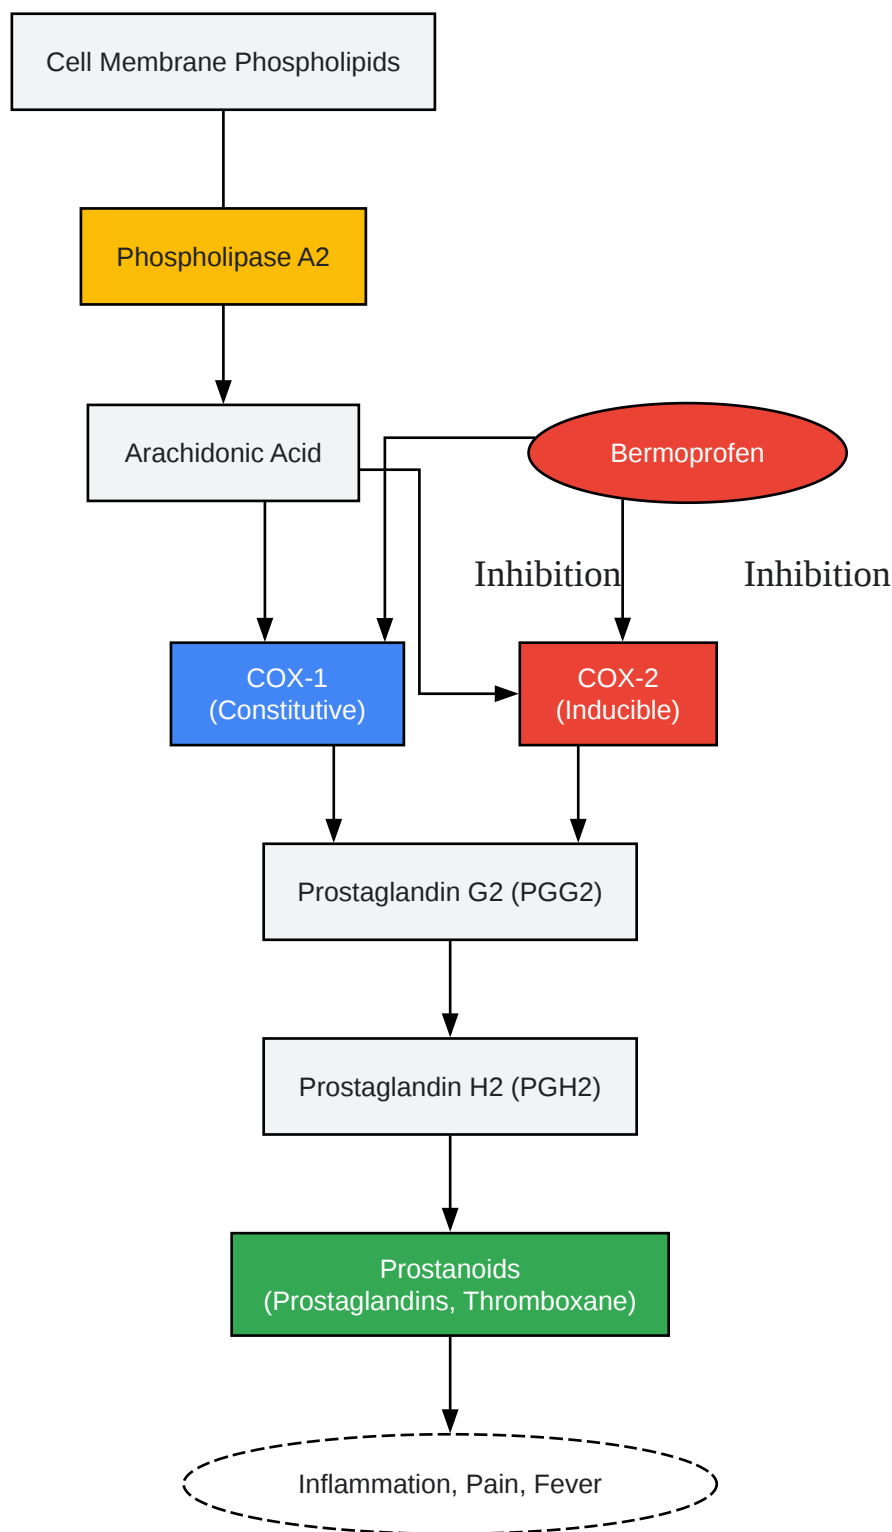 Cell Membrane Phospholipids
Phospholipase A2
Arachidonic Acid
Bermoprofen
Inhibition
Inhibition
COX-1
(Constitutive)
COX-2
(Inducible)
Prostaglandin G2 (PGG2)
Prostaglandin H2 (PGH2)
Prostanoids
(Prostaglandins, Thromboxane)
Inflammation, Pain, Fever